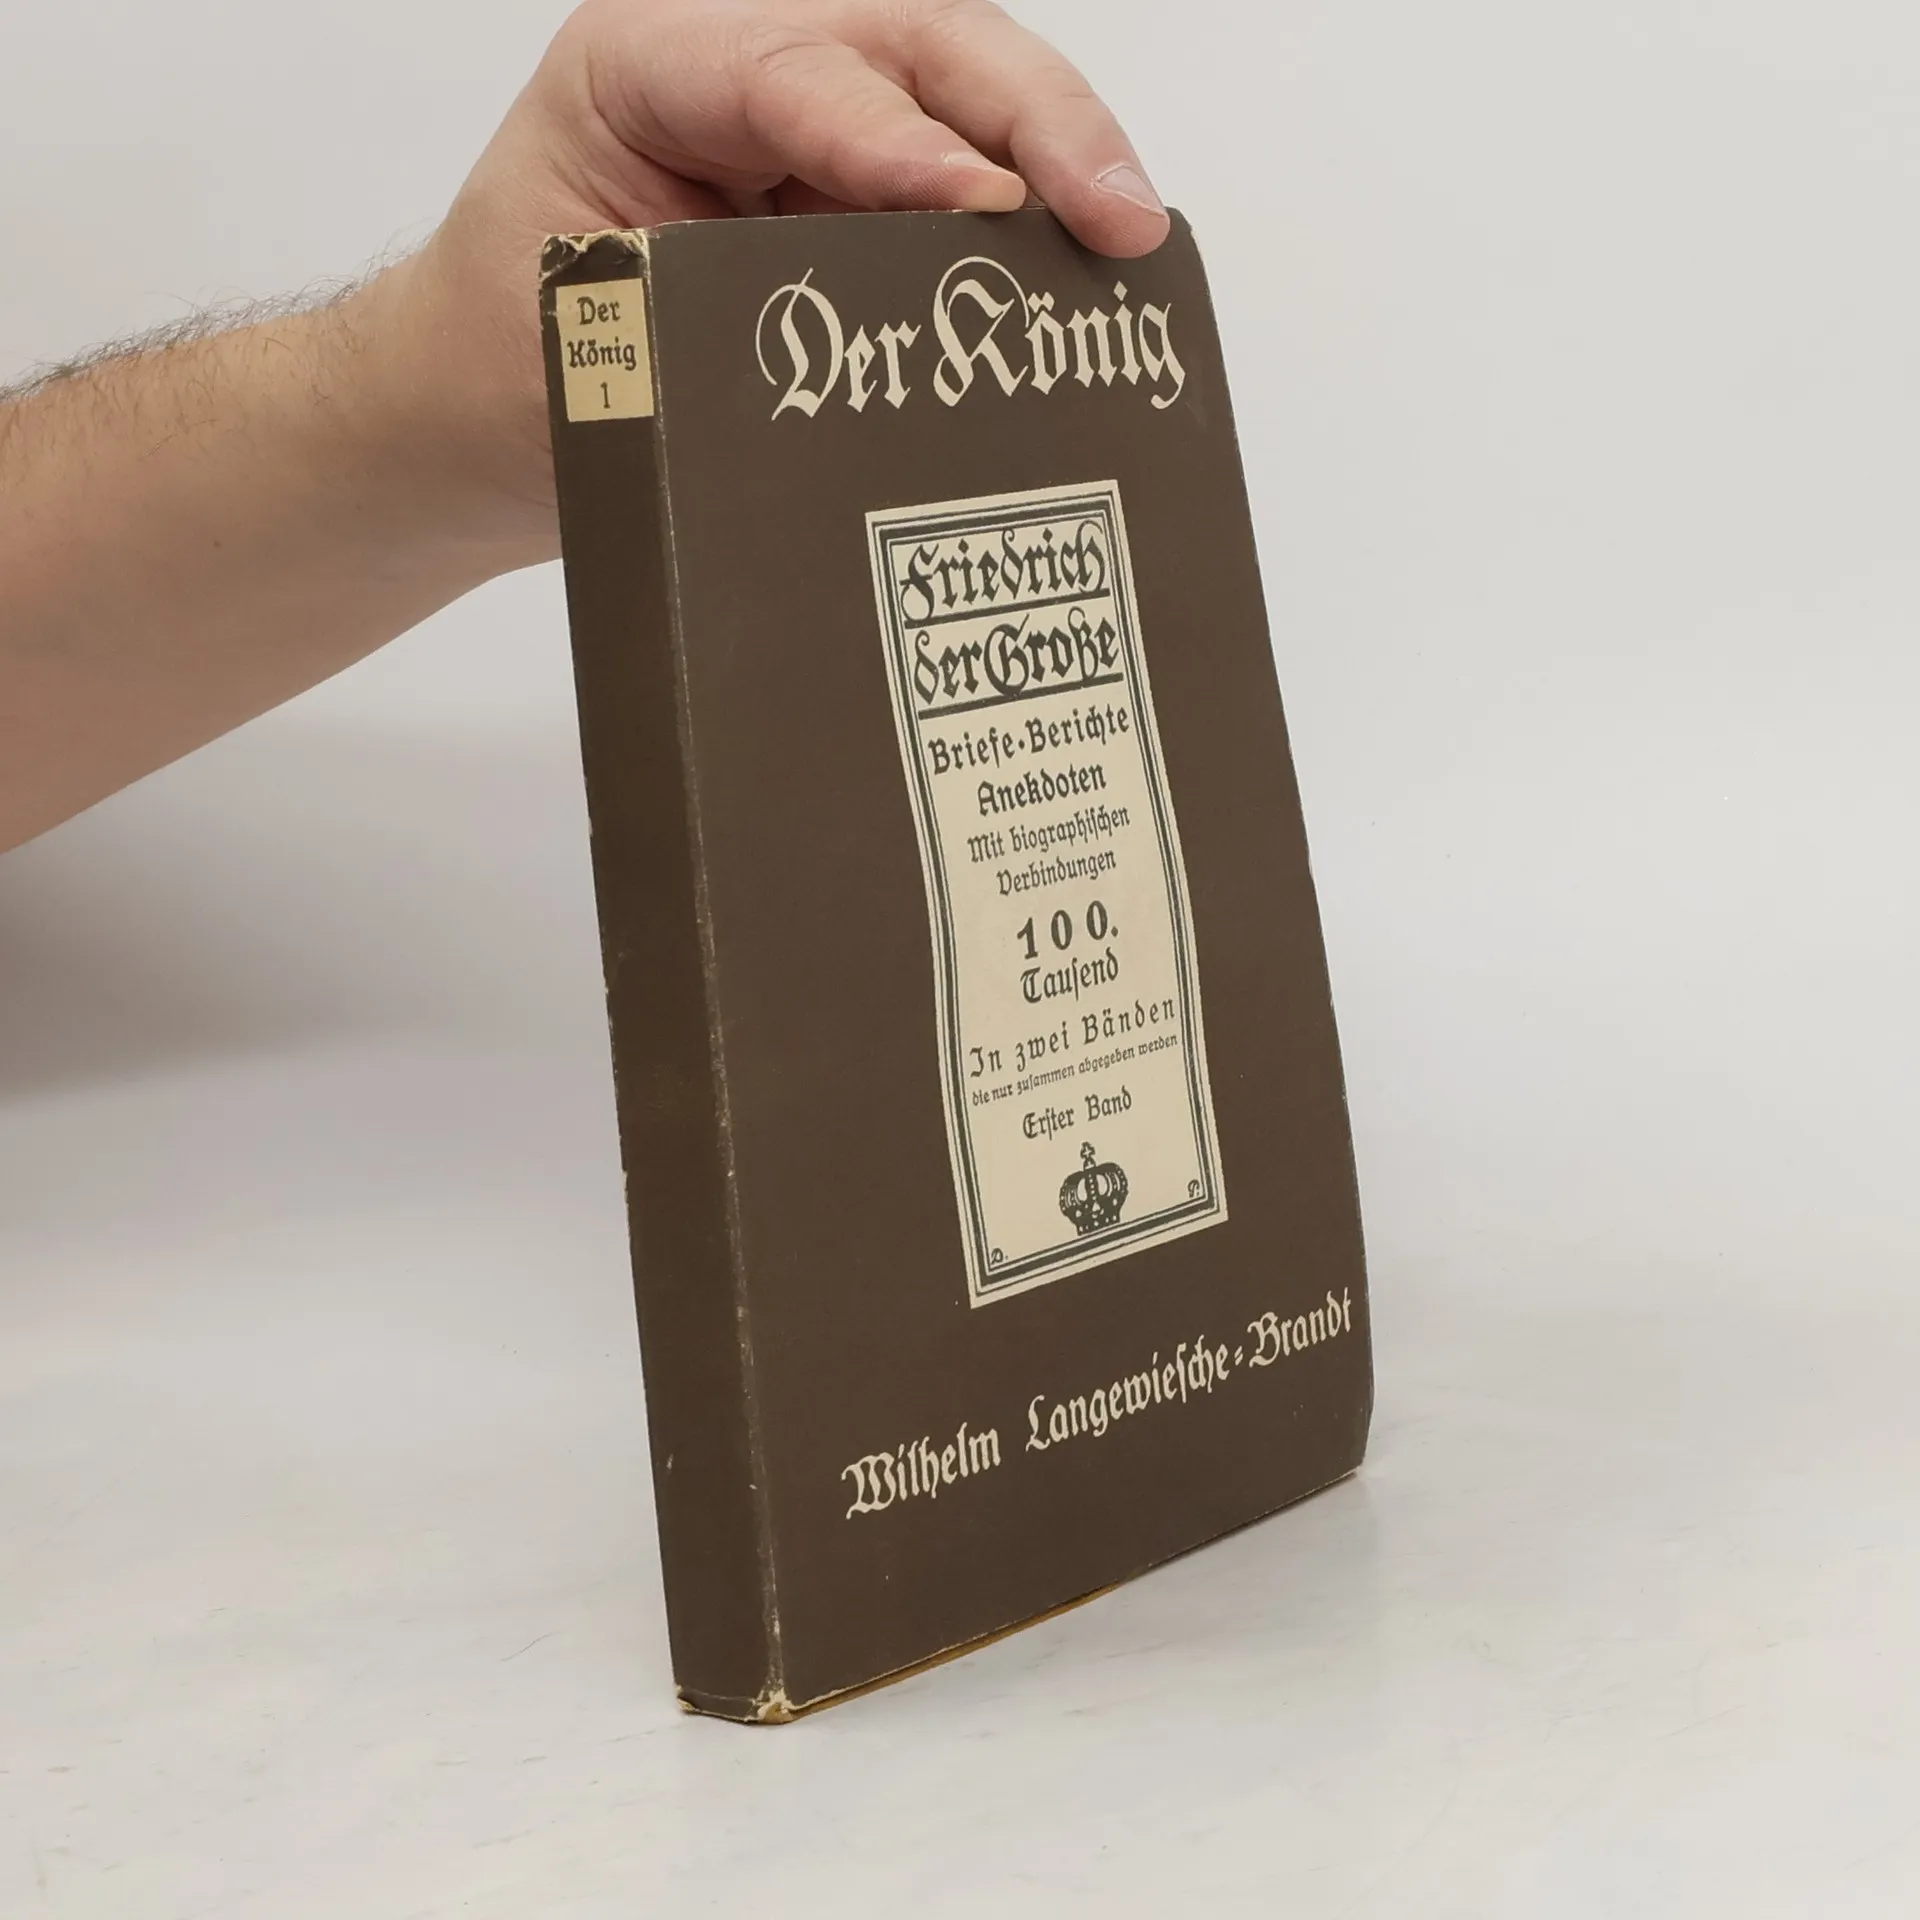 Der
König
1
Der König
Friedrich
der Große
Briefe·Berichte
Anekdoten
Mit biographiſchen
Verbindungen
100.
Tauſend
In zwei Bänden
die nur zuſammen abgegeben werden
Erſter Band
D. P.
Wilhelm Langewieſche⸗Brandt